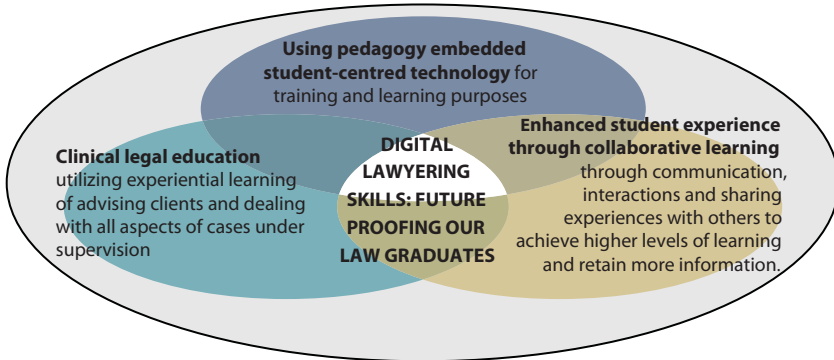 Using pedagogy embedded
student-centred technology for
training and learning purposes
Clinical legal education
utilizing experiential learning
of advising clients and dealing
with all aspects of cases under
supervision
DIGITAL
LAWYERING
SKILLS: FUTURE
PROOFING OUR
LAW GRADUATES
Enhanced student experience
through collaborative learning
through communication,
interactions and sharing
experiences with others to
achieve higher levels of learning
and retain more information.